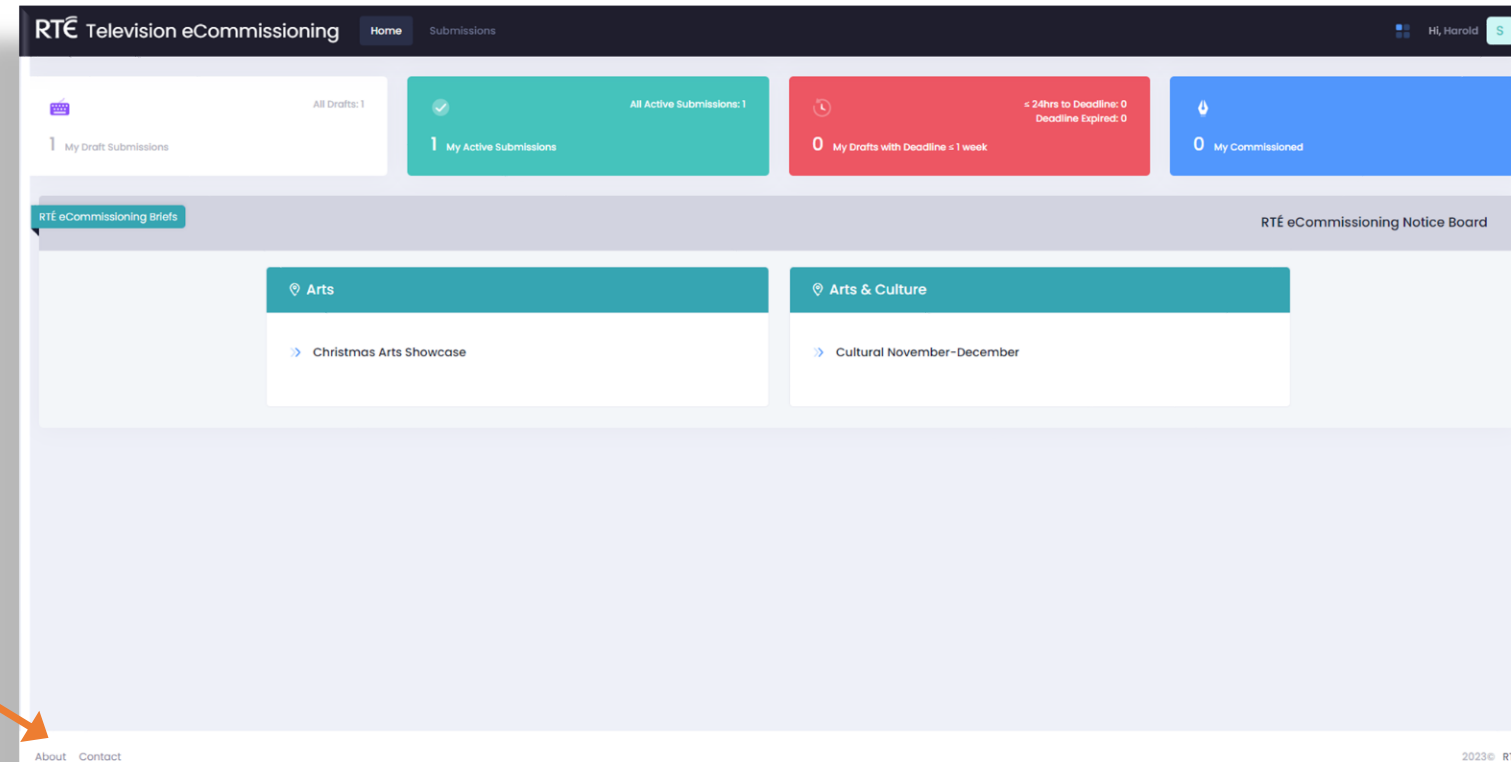 RTÉ Television eCommissioning Home Submissions Hi, Harold S
All Drafts: 1
1 My Draft Submissions
All Active Submissions: 1
1 My Active Submissions
≤ 24hrs to Deadline: 0
Deadline Expired: 0
0 My Drafts with Deadline ≤ 1 week
0 My Commissioned
RTÉ eCommissioning Briefs
RTÉ eCommissioning Notice Board
Arts
Christmas Arts Showcase
Arts & Culture
Cultural November-December
About Contact
2023©